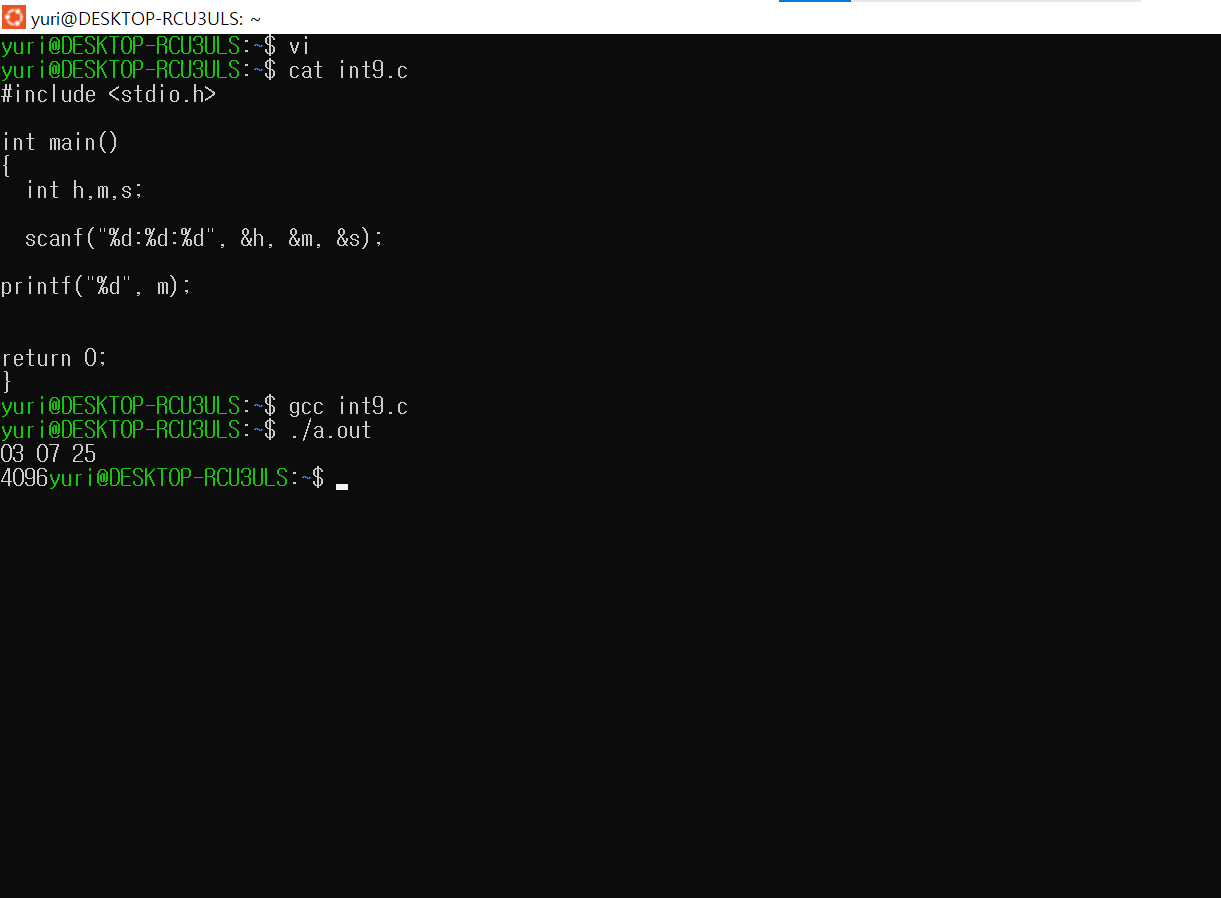 yuri@DESKTOP-RCU3ULS: ~
yuri@DESKTOP-RCU3ULS:~$ vi
yuri@DESKTOP-RCU3ULS:~$ cat int9.c
#include <stdio.h>
int main()
{
  int h,m,s;
  scanf("%d:%d:%d", &h, &m, &s);
printf("%d", m);
return 0;
}
yuri@DESKTOP-RCU3ULS:~$ gcc int9.c
yuri@DESKTOP-RCU3ULS:~$ ./a.out
03 07 25
4096yuri@DESKTOP-RCU3ULS:~$